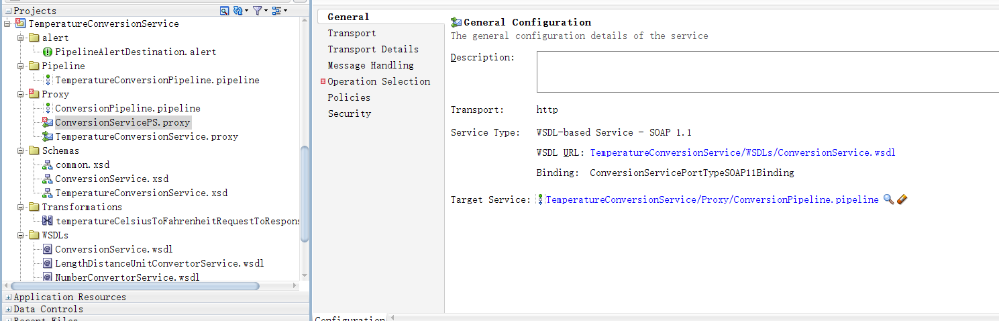 Projects
TemperatureConversionService
alert
PipelineAlertDestination.alert
Pipeline
TemperatureConversionPipeline.pipeline
Proxy
ConversionPipeline.pipeline
ConversionServicePS.proxy
TemperatureConversionService.proxy
Schemas
common.xsd
ConversionService.xsd
TemperatureConversionService.xsd
Transformations
temperatureCelsiusToFahrenheitRequestToRespons
WSDLs
ConversionService.wsdl
LengthDistanceUnitConvertorService.wsdl
NumberConvertorService.wsdl
Application Resources
Data Controls
Recent Files
General
Transport
Transport Details
Message Handling
Operation Selection
Policies
Security
General Configuration
The general configuration details of the service
Description:
Transport: http
Service Type: WSDL-based Service - SOAP 1.1
WSDL URL: TemperatureConversionService/WSDLs/ConversionService.wsdl
Binding: ConversionServicePortTypeSOAP11Binding
Target Service: TemperatureConversionService/Proxy/ConversionPipeline.pipeline
Configuration